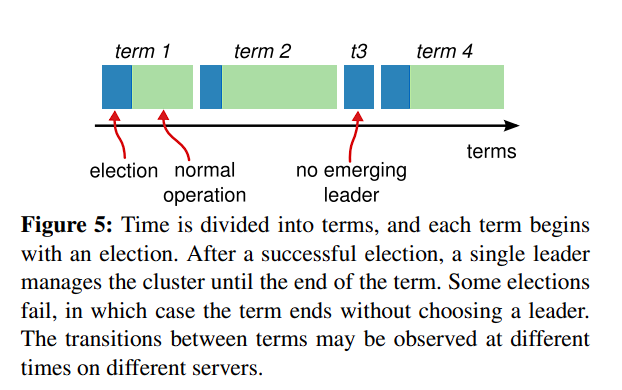 term 1 term 2 t3 term 4
terms
election normal operation no emerging leader
Figure 5: Time is divided into terms, and each term begins
with an election. After a successful election, a single leader
manages the cluster until the end of the term. Some elections
fail, in which case the term ends without choosing a leader.
The transitions between terms may be observed at different
times on different servers.